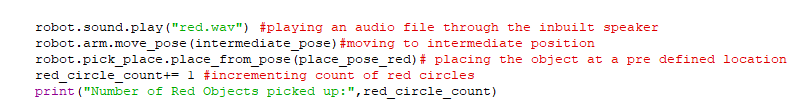 robot.sound.play("red.wav") #playing an audio file through the inbuilt speaker
robot.arm.move_pose(intermediate_pose)#moving to intermediate position
robot.pick_place.place_from_pose(place_pose_red)# placing the object at a pre defined location
red_circle_count+= 1 #incrementing count of red circles
print("Number of Red Objects picked up:",red_circle_count)